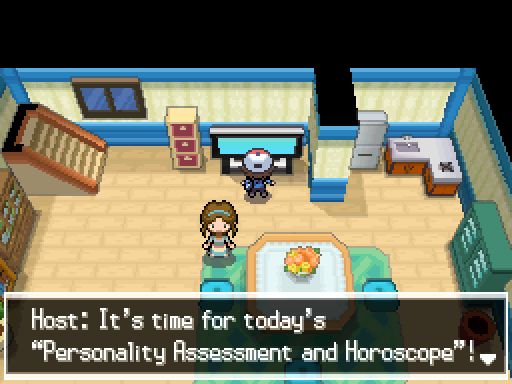 Host: It's time for today's
“Personality Assessment and Horoscope”!